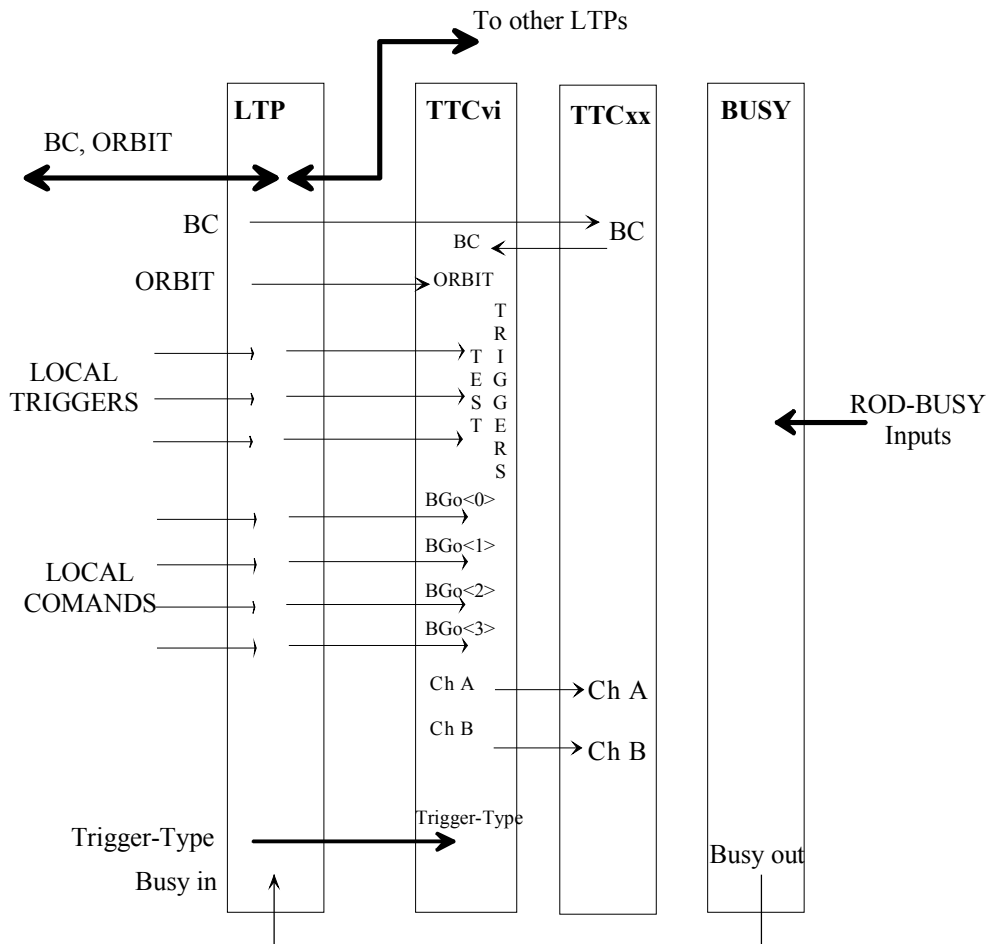 To other LTPs
LTP
TTCvi
TTCxx
BUSY
BC, ORBIT
BC
BC
BC
ORBIT
ORBIT
TEST
TRIGGERS
LOCAL
TRIGGERS
ROD-BUSY
Inputs
BGo<0>
BGo<1>
BGo<2>
BGo<3>
LOCAL
COMANDS
Ch A
Ch A
Ch B
Ch B
Trigger-Type
Trigger-Type
Busy in
Busy out